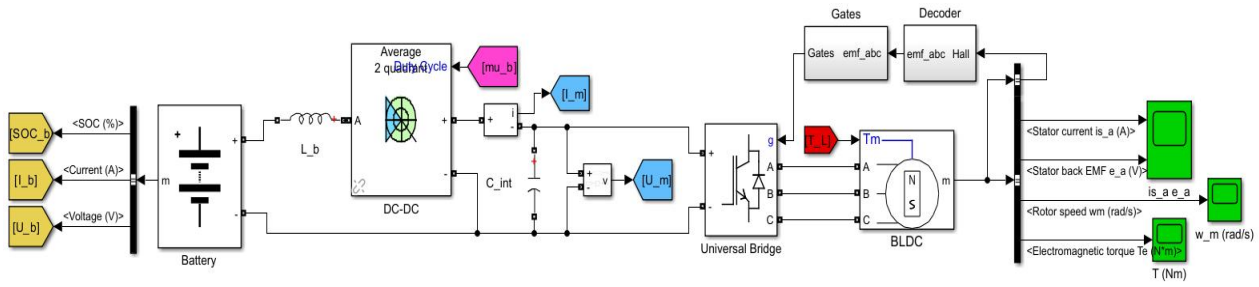 [SOC_b]
<SOC (%)>
[I_b]
<Current (A)>
[U_b]
<Voltage (V)>
m
+
+
-
Battery
L_b
+
A
Average
2 quadrant
Duty Cycle
+
-
DC-DC
[mu_b]
+
i
-
[I_m]
+
C_int
+
-
v
[U_m]
+
-
g
A
B
C
Universal Bridge
Gates
Gates
emf_abc
Decoder
emf_abc
Hall
[T_L]
Tm
A
B
C
N
S
m
BLDC
<Stator current is_a (A)>
<Stator back EMF e_a (V)>
is_a e_a
<Rotor speed wm (rad/s)>
w_m (rad/s)
<Electromagnetic torque Te (N*m)>
T (Nm)